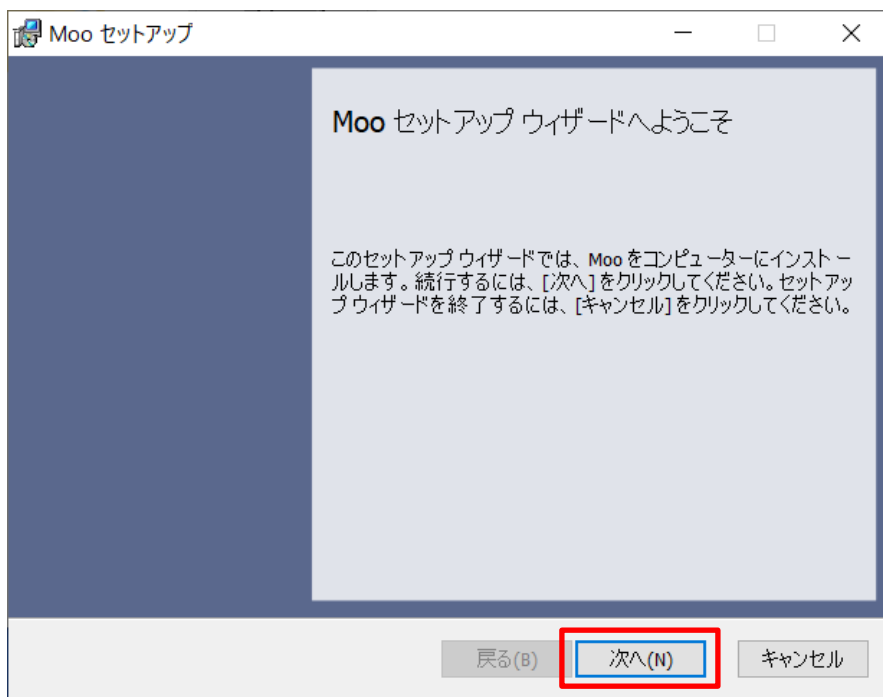 Moo セットアップ
Moo セットアップ ウィザードへようこそ
このセットアップ ウィザードでは、Moo をコンピューターにインストー
ルします。続行するには、[次へ] をクリックしてください。セットアッ
プ ウィザードを終了するには、[キャンセル] をクリックしてください。
戻る(B) 次へ(N) キャンセル